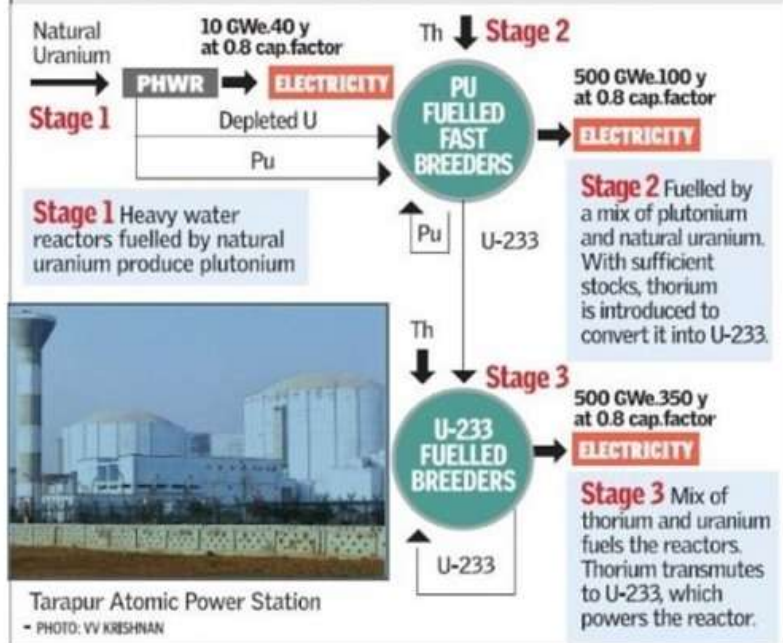 Natural
Uranium
10 GWe.40 y
at 0.8 cap.factor
Th
Stage 2
PHWR
ELECTRICITY
Stage 1
Depleted U
Pu
PU
FUELLED
FAST
BREEDERS
500 GWe.100 y
at 0.8 cap.factor
ELECTRICITY
Stage 1 Heavy water
reactors fuelled by natural
uranium produce plutonium
Pu
U-233
Stage 2 Fuelled by
a mix of plutonium
and natural uranium.
With sufficient
stocks, thorium
is introduced to
convert it into U-233.
Th
Stage 3
U-233
FUELLED
BREEDERS
500 GWe.350 y
at 0.8 cap.factor
ELECTRICITY
U-233
Stage 3 Mix of
thorium and uranium
fuels the reactors.
Thorium transmutes
to U-233, which
powers the reactor.
Tarapur Atomic Power Station
- PHOTO: VV KRISHNAN